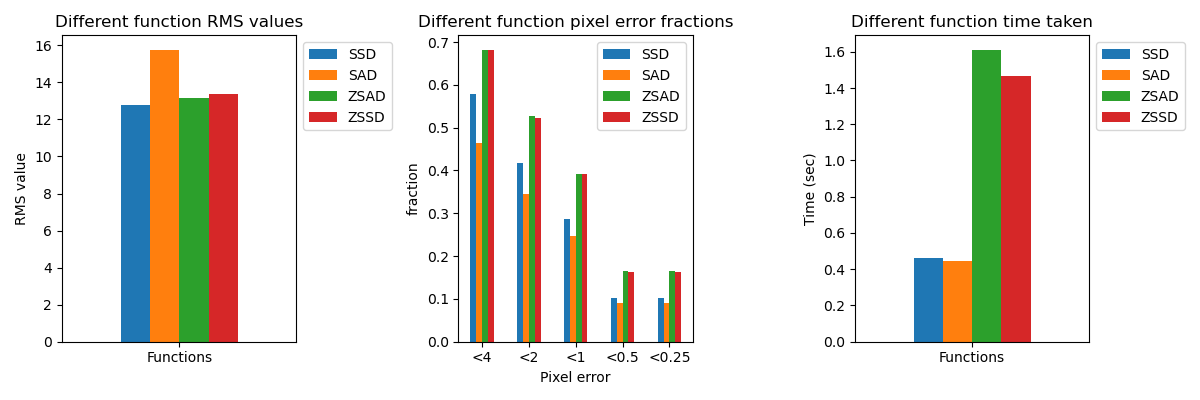 Different function RMS values
16
14
12
10
8
6
4
2
0
RMS value
Functions
SSD
SAD
ZSAD
ZSSD
Different function pixel error fractions
0.7
0.6
0.5
0.4
0.3
0.2
0.1
0.0
fraction
<4 <2 <1 <0.5 <0.25
Pixel error
SSD
SAD
ZSAD
ZSSD
Different function time taken
1.6
1.4
1.2
1.0
0.8
0.6
0.4
0.2
0.0
Time (sec)
Functions
SSD
SAD
ZSAD
ZSSD